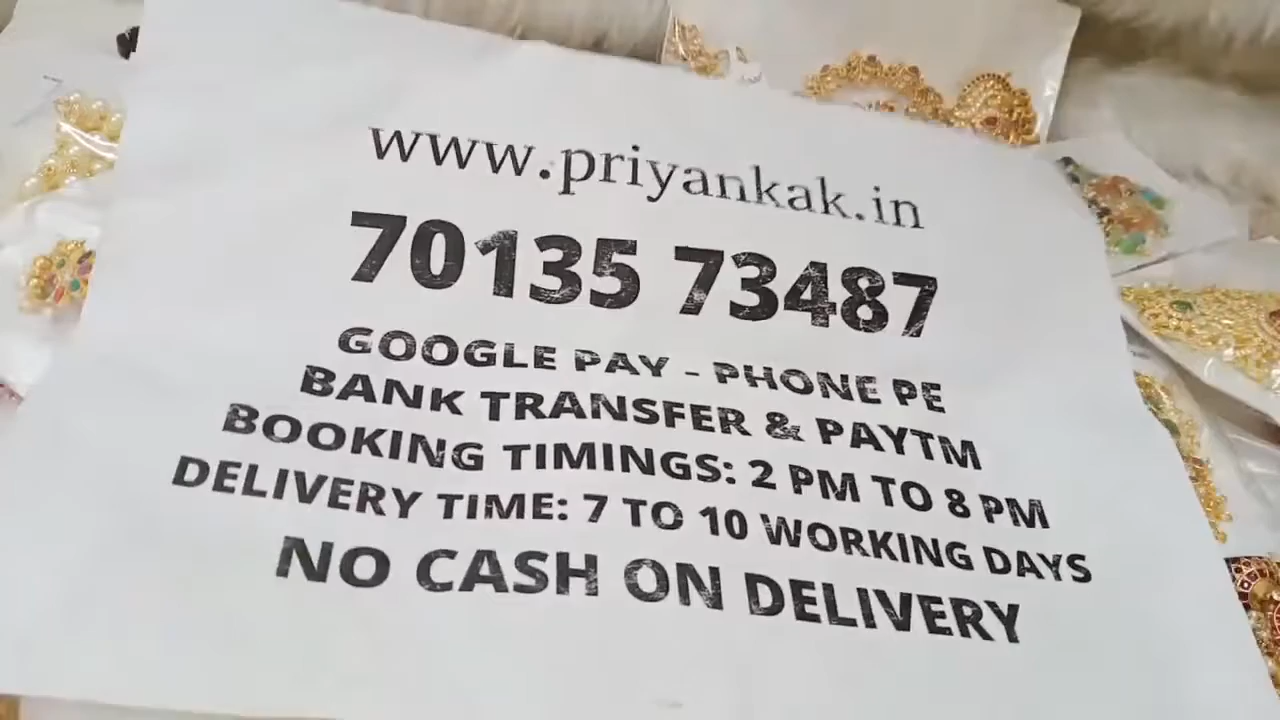 www.priyankak.in
70135 73487
GOOGLE PAY - PHONE PE
BANK TRANSFER & PAYTM
BOOKING TIMINGS: 2 PM TO 8 PM
DELIVERY TIME: 7 TO 10 WORKING DAYS
NO CASH ON DELIVERY